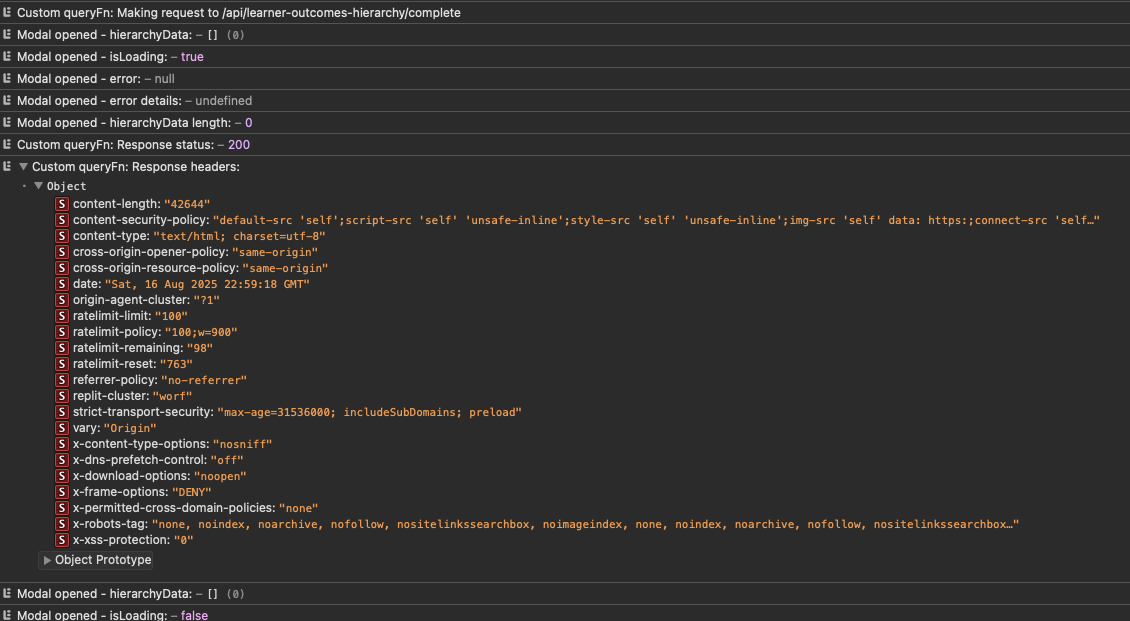 Custom queryFn: Making request to /api/learner-outcomes-hierarchy/complete
Modal opened - hierarchyData: – [] (0)
Modal opened - isLoading: – true
Modal opened - error: – null
Modal opened - error details: – undefined
Modal opened - hierarchyData length: – 0
Custom queryFn: Response status: – 200
Custom queryFn: Response headers:
Object
S content-length: "42644"
S content-security-policy: "default-src 'self';script-src 'self' 'unsafe-inline';style-src 'self' 'unsafe-inline';img-src 'self' data: https:;connect-src 'self…"
S content-type: "text/html; charset=utf-8"
S cross-origin-opener-policy: "same-origin"
S cross-origin-resource-policy: "same-origin"
S date: "Sat, 16 Aug 2025 22:59:18 GMT"
S origin-agent-cluster: "?1"
S ratelimit-limit: "100"
S ratelimit-policy: "100;w=900"
S ratelimit-remaining: "98"
S ratelimit-reset: "763"
S referrer-policy: "no-referrer"
S replit-cluster: "worf"
S strict-transport-security: "max-age=31536000; includeSubDomains; preload"
S vary: "Origin"
S x-content-type-options: "nosniff"
S x-dns-prefetch-control: "off"
S x-download-options: "noopen"
S x-frame-options: "DENY"
S x-permitted-cross-domain-policies: "none"
S x-robots-tag: "none, noindex, noarchive, nofollow, nositelinkssearchbox, noimageindex, none, noindex, noarchive, nofollow, nositelinkssearchbox…"
S x-xss-protection: "0"
Object Prototype
Modal opened - hierarchyData: – [] (0)
Modal opened - isLoading: – false